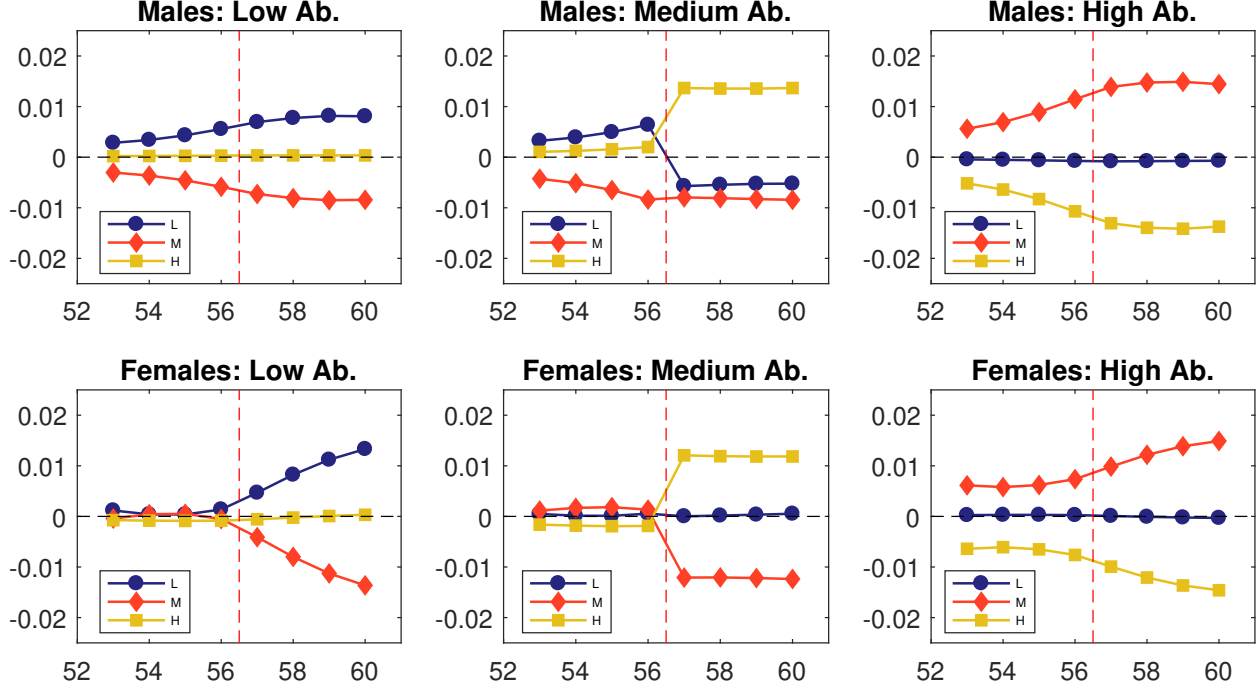 Males: Low Ab.
0.02
0.01
0
-0.01
-0.02
L
M
H
52 54 56 58 60
Males: Medium Ab.
0.02
0.01
0
-0.01
-0.02
L
M
H
52 54 56 58 60
Males: High Ab.
0.02
0.01
0
-0.01
-0.02
L
M
H
52 54 56 58 60
Females: Low Ab.
0.02
0.01
0
-0.01
-0.02
L
M
H
52 54 56 58 60
Females: Medium Ab.
0.02
0.01
0
-0.01
-0.02
L
M
H
52 54 56 58 60
Females: High Ab.
0.02
0.01
0
-0.01
-0.02
L
M
H
52 54 56 58 60